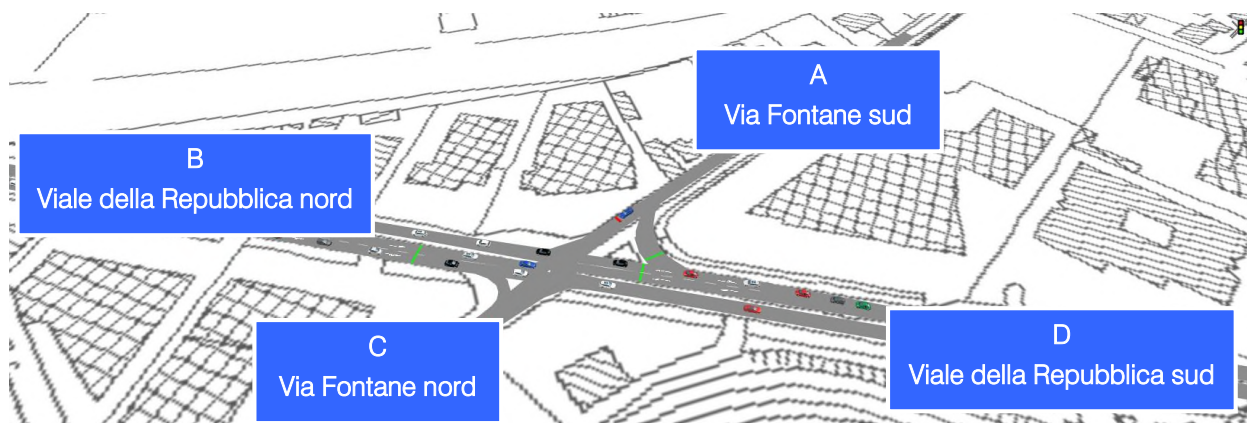 A
Via Fontane sud
B
Viale della Repubblica nord
C
Via Fontane nord
D
Viale della Repubblica sud